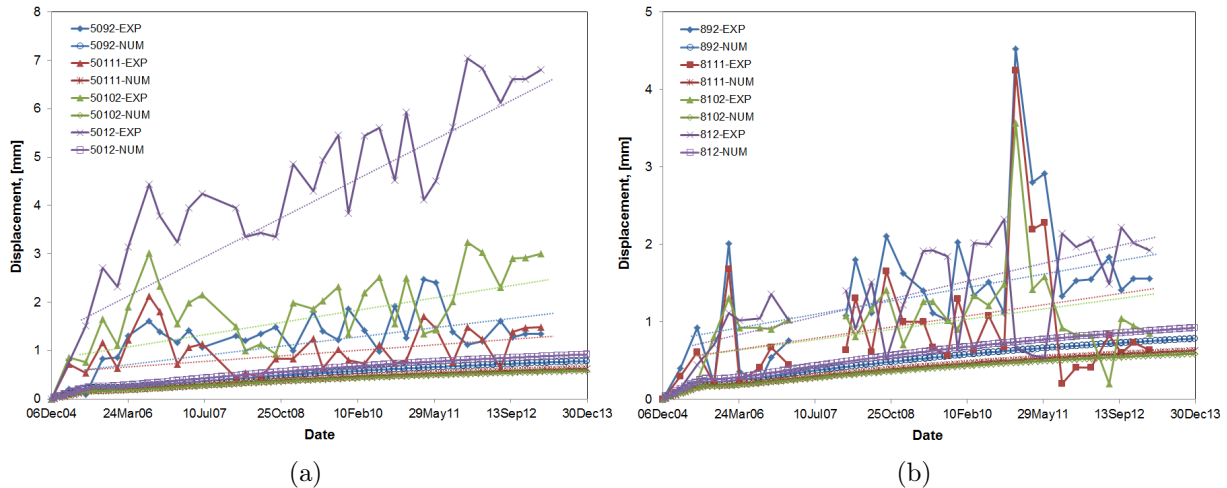 8
7
6
5
4
3
2
1
0
Displacement, [mm]
5092-EXP
5092-NUM
50111-EXP
50111-NUM
50102-EXP
50102-NUM
5012-EXP
5012-NUM
06Dec04 24Mar06 10Jul07 25Oct08 10Feb10 29May11 13Sep12 30Dec13
Date
(a)
5
4
3
2
1
0
Displacement, [mm]
892-EXP
892-NUM
8111-EXP
8111-NUM
8102-EXP
8102-NUM
812-EXP
812-NUM
06Dec04 24Mar06 10Jul07 25Oct08 10Feb10 29May11 13Sep12 30Dec13
Date
(b)